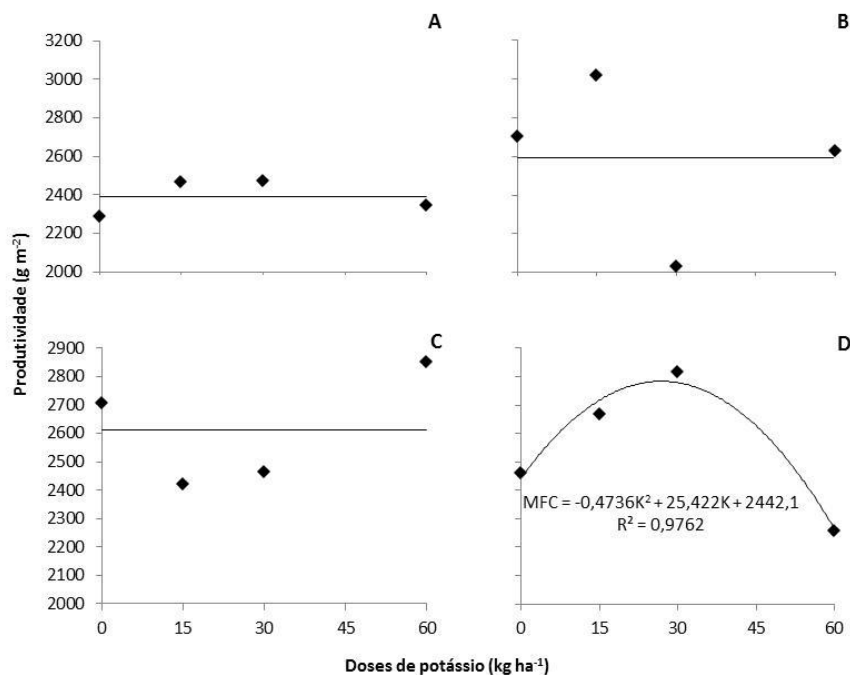 A
B
3200
3000
2800
2600
2400
2200
2000
Produtividade (g m-2)
C
D
2900
2800
2700
2600
2500
2400
2300
2200
2100
2000
MFC = -0,4736K² + 25,422K + 2442,1
R² = 0,9762
0 15 30 45 60 0 15 30 45 60
Doses de potássio (kg ha-1)